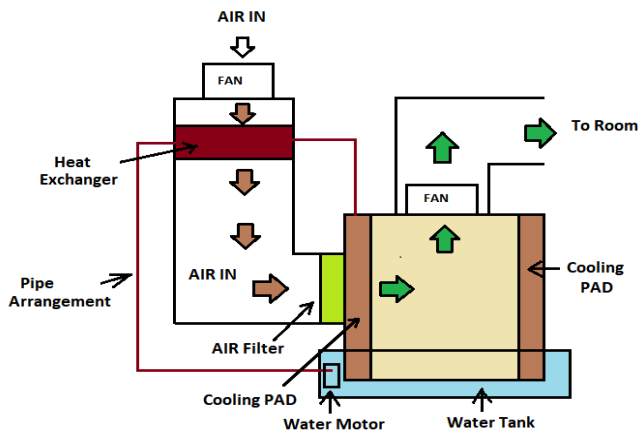 AIR IN
FAN
To Room
Heat
Exchanger
FAN
AIR IN
Cooling
PAD
Pipe
Arrangement
AIR Filter
Cooling PAD
Water Motor
Water Tank